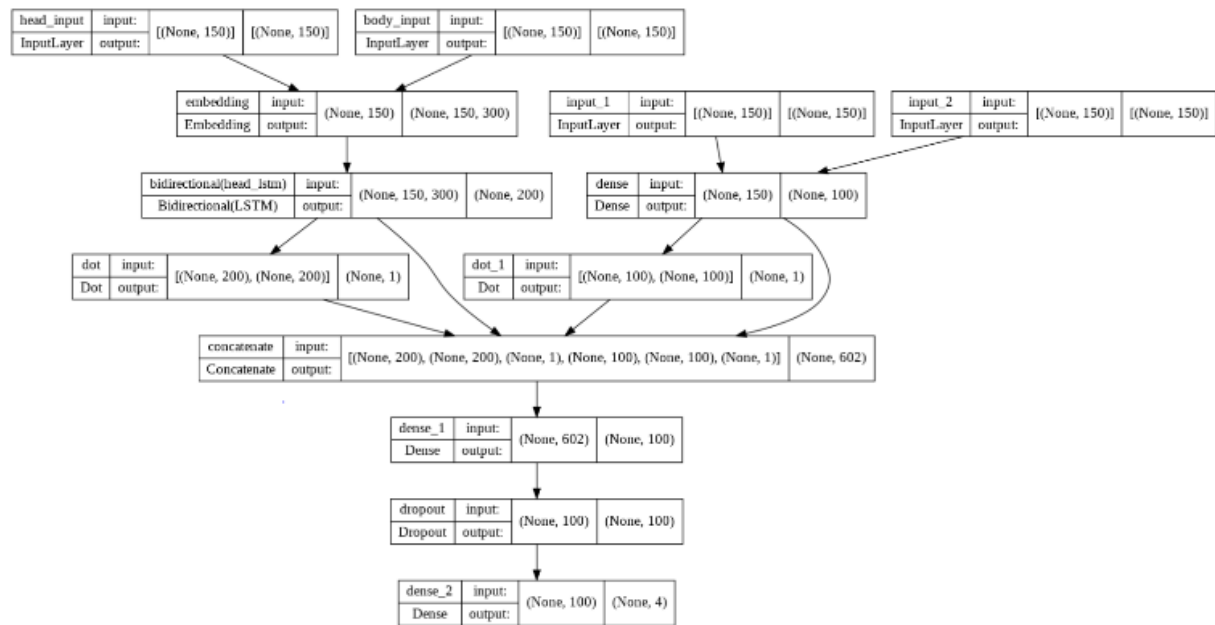 head_input input: [(None, 150)] [(None, 150)]
InputLayer output:
body_input input: [(None, 150)] [(None, 150)]
InputLayer output:
embedding input: (None, 150) (None, 150, 300)
Embedding output:
input_1 input: [(None, 150)] [(None, 150)]
InputLayer output:
input_2 input: [(None, 150)] [(None, 150)]
InputLayer output:
bidirectional(head_lstm) input: (None, 150, 300) (None, 200)
Bidirectional(LSTM) output:
dense input: (None, 150) (None, 100)
Dense output:
dot input: [(None, 200), (None, 200)] (None, 1)
Dot output:
dot_1 input: [(None, 100), (None, 100)] (None, 1)
Dot output:
concatenate input: [(None, 200), (None, 200), (None, 1), (None, 100), (None, 100), (None, 1)] (None, 602)
Concatenate output:
dense_1 input: (None, 602) (None, 100)
Dense output:
dropout input: (None, 100) (None, 100)
Dropout output:
dense_2 input: (None, 100) (None, 4)
Dense output: